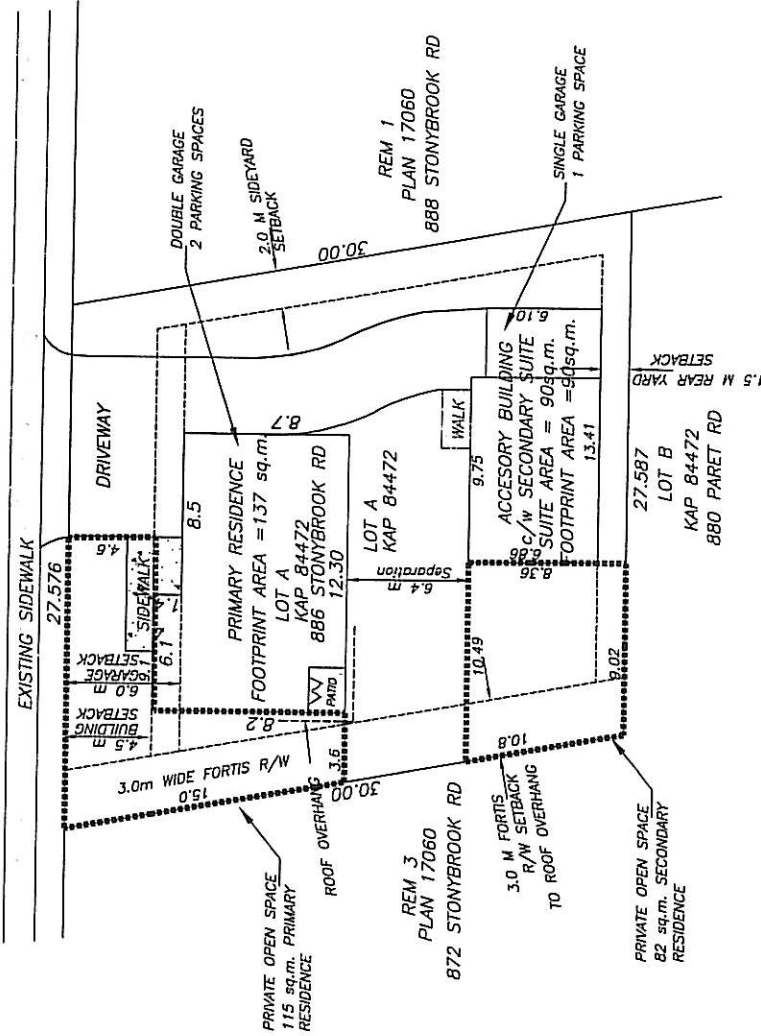 EXISTING SIDEWALK
27.576
DRIVEWAY
4.6
SIDEWALK
1.4
6.1
GARAGE
SETBACK
6.0 m
BUILDING
SETBACK
4.5 m
3.0m WIDE FORTIS R/W
15.0
8.5
8.7
PRIMARY RESIDENCE
FOOTPRINT AREA =137 sq.m.
LOT A
KAP 84472
886 STONYBROOK RD
12.30
PATIO
8.2
3.6
ROOF OVERHANG
30.00
DOUBLE GARAGE
2 PARKING SPACES
2.0 M SIDEYARD
SETBACK
30.00
REM 1
PLAN 17060
888 STONYBROOK RD
SINGLE GARAGE
1 PARKING SPACE
LOT A
KAP 84472
Separation
6.4 m
WALK
9.75
6.10
ACCESORY BUILDING
c/w SECONDARY SUITE
SUITE AREA = 90sq.m.
FOOTPRINT AREA =90sq.m.
6.86
8.36
13.41
10.49
9.02
10.8
1.5 M REAR YARD
SETBACK
27.587
LOT B
KAP 84472
880 PARET RD
REM 3
PLAN 17060
872 STONYBROOK RD
3.0 M FORTIS
R/W SETBACK
TO ROOF OVERHANG
PRIVATE OPEN SPACE
115 sq.m. PRIMARY
RESIDENCE
PRIVATE OPEN SPACE
82 sq.m. SECONDARY
RESIDENCE